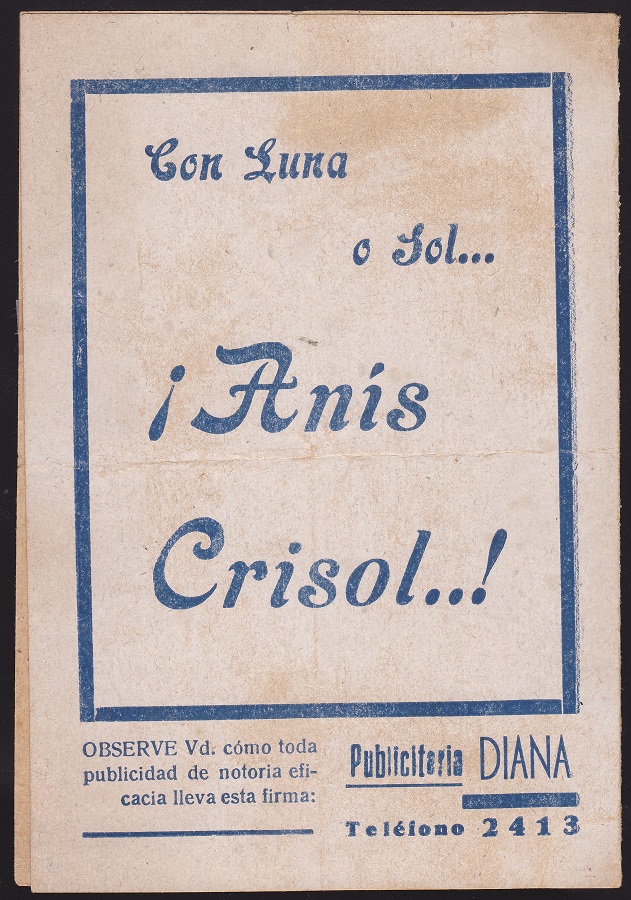 Con Luna
o Sol...
¡Anís
Crisol..!
OBSERVE Vd. cómo toda
publicidad de notoria efi-
cacia lleva esta firma:
Publicitaria DIANA
Teléfono 2413